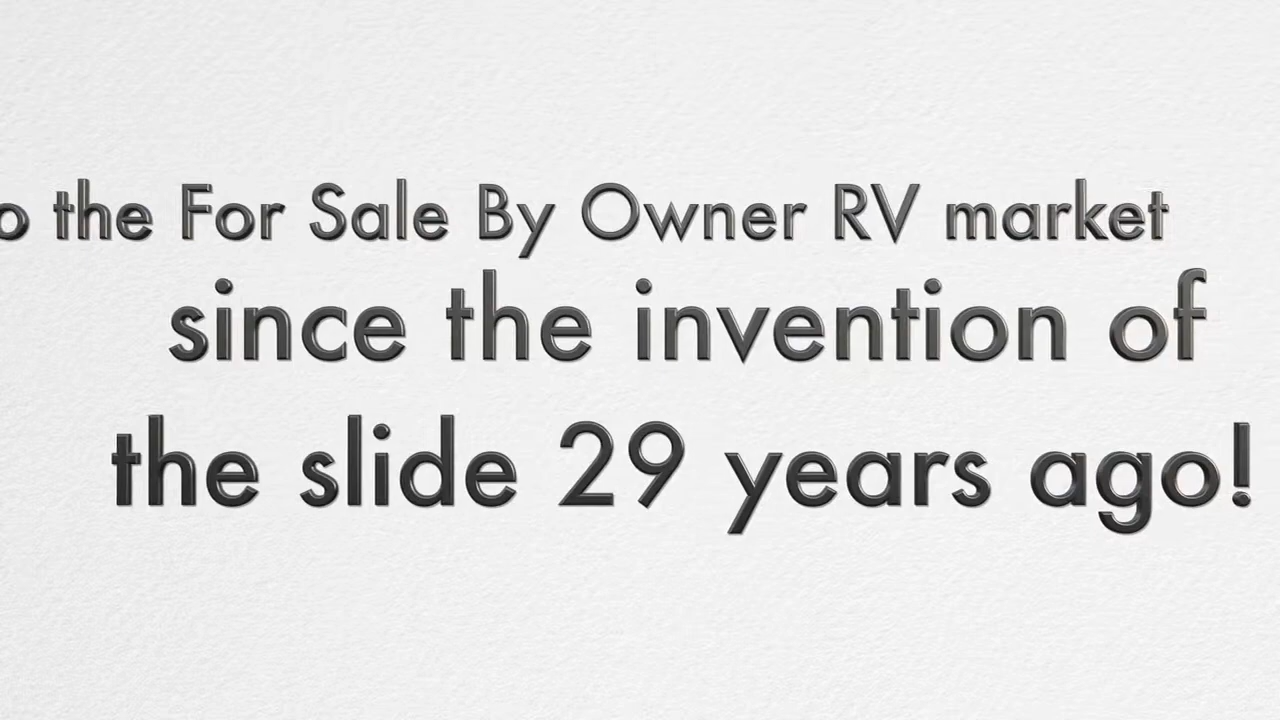 the For Sale By Owner RV market
since the invention of
the slide 29 years ago!